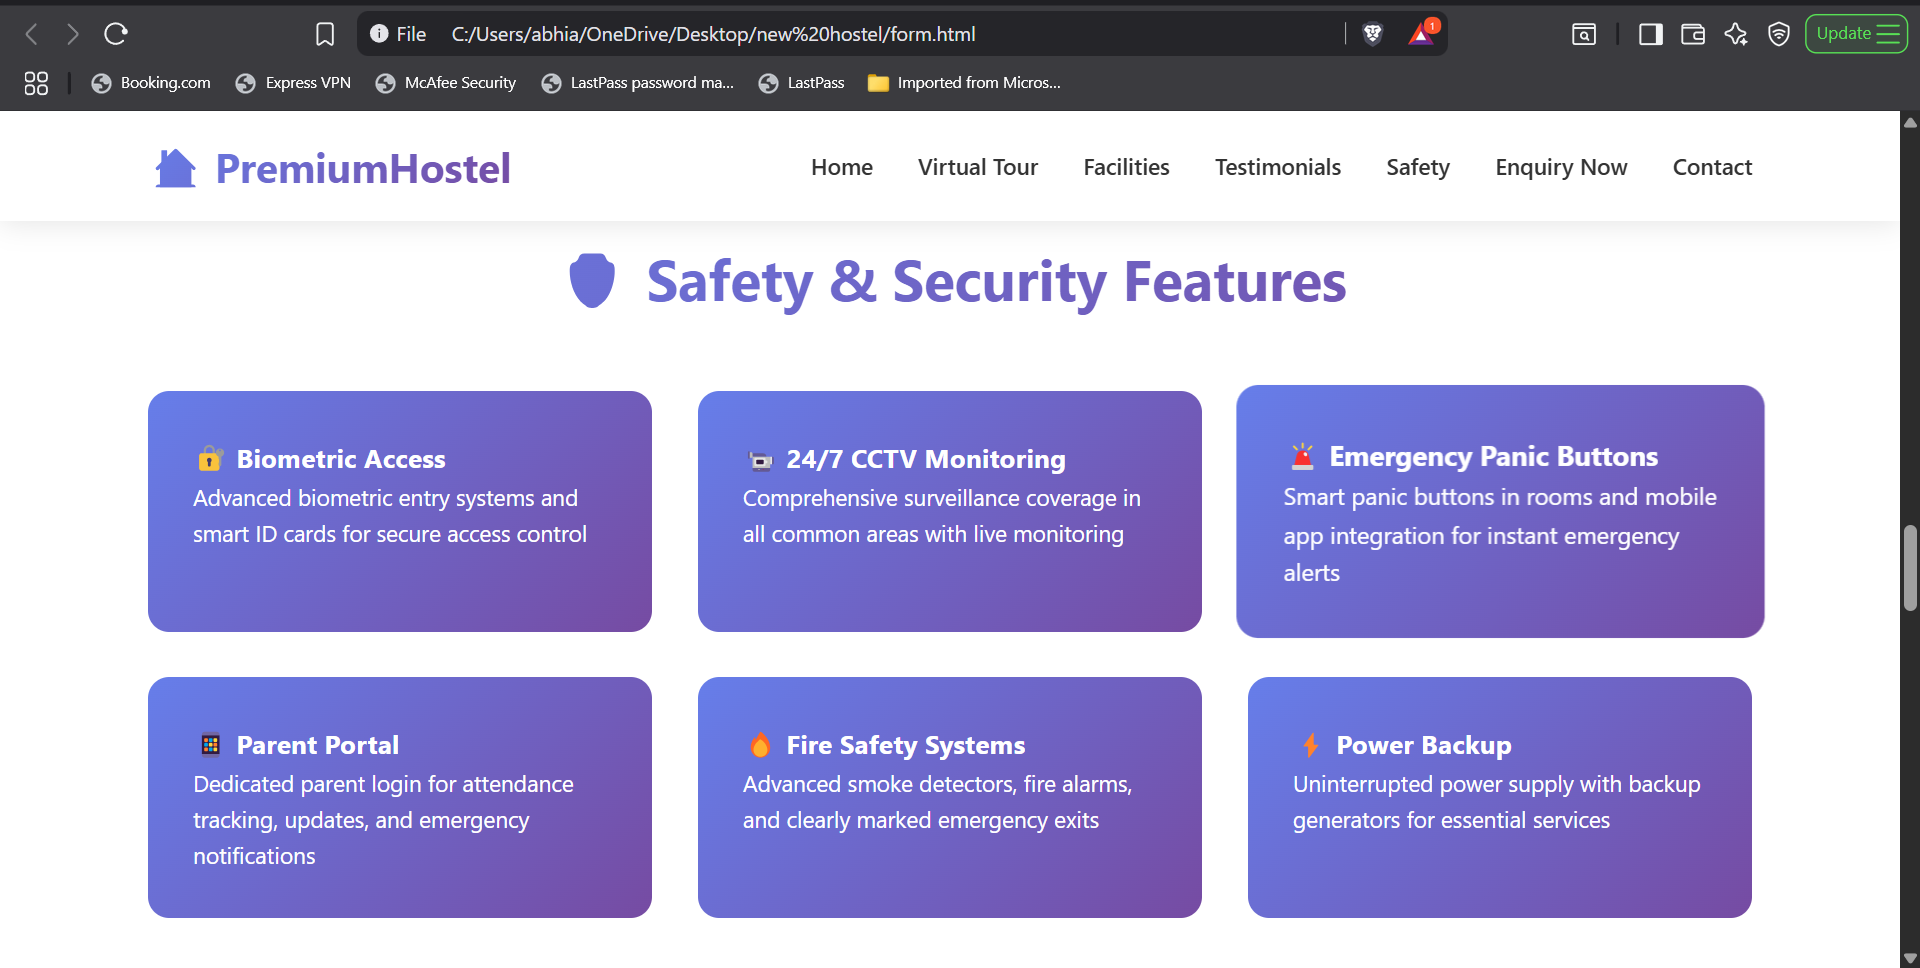 File C:/Users/abhia/OneDrive/Desktop/new%20hostel/form.html
1
Update
Booking.com Express VPN McAfee Security LastPass password ma... LastPass Imported from Micros...
PremiumHostel
Home Virtual Tour Facilities Testimonials Safety Enquiry Now Contact
Safety & Security Features
Biometric Access
Advanced biometric entry systems and
smart ID cards for secure access control
24/7 CCTV Monitoring
Comprehensive surveillance coverage in
all common areas with live monitoring
Emergency Panic Buttons
Smart panic buttons in rooms and mobile
app integration for instant emergency
alerts
Parent Portal
Dedicated parent login for attendance
tracking, updates, and emergency
notifications
Fire Safety Systems
Advanced smoke detectors, fire alarms,
and clearly marked emergency exits
Power Backup
Uninterrupted power supply with backup
generators for essential services